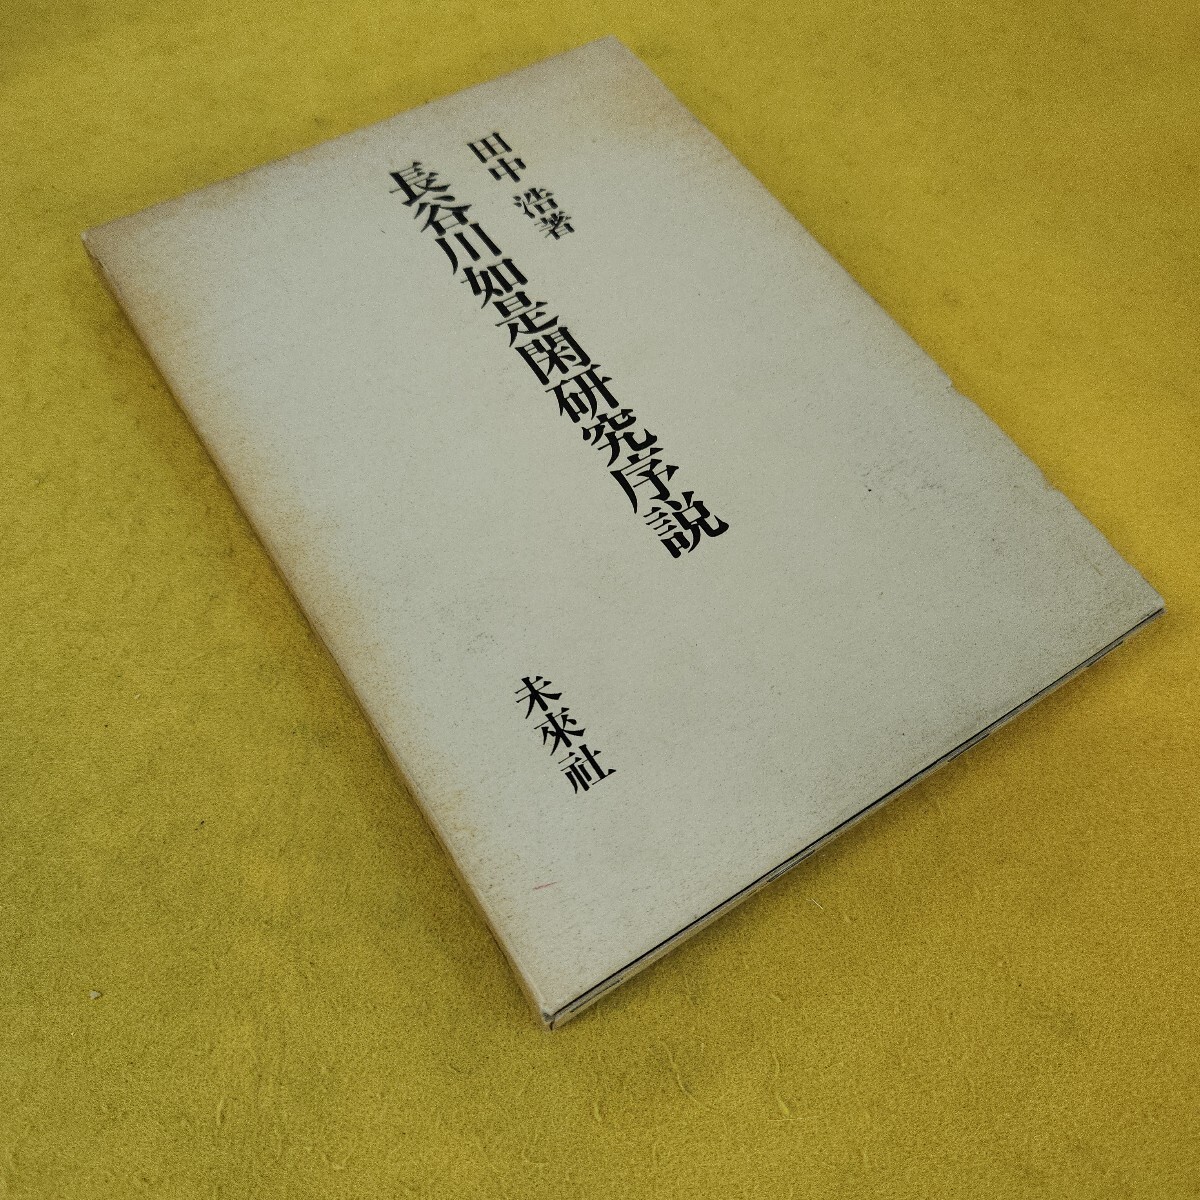 田中 浩著
長谷川如是閑研究序説
未來社